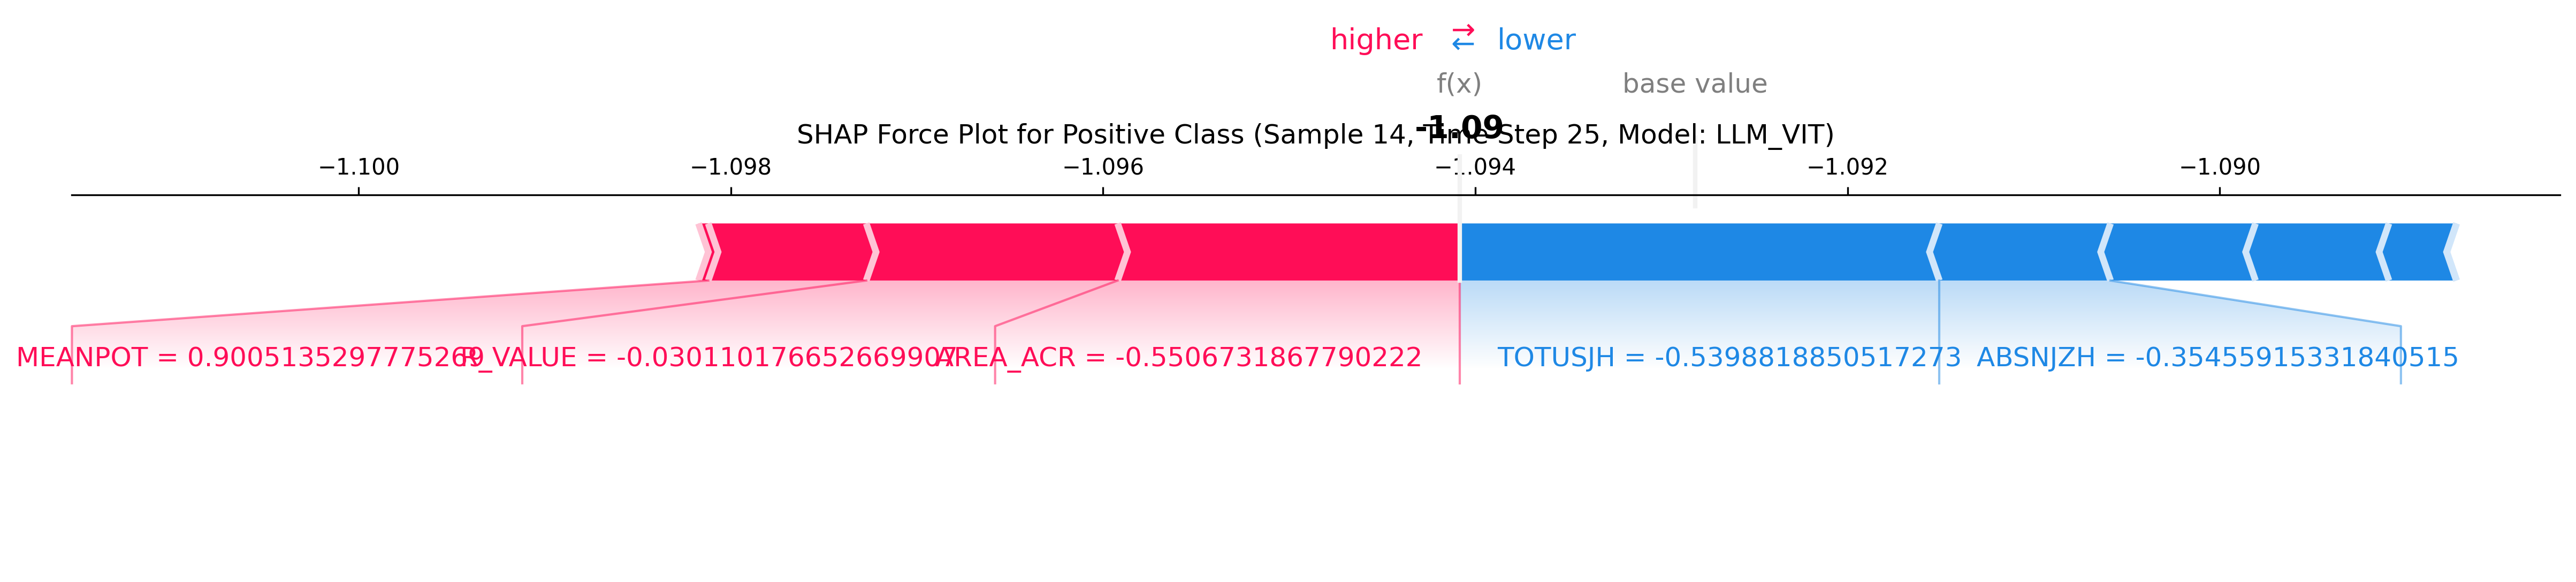 higher ⇄ lower
f(x) base value
-1.09
SHAP Force Plot for Positive Class (Sample 14, Time Step 25, Model: LLM_VIT)
−1.100 −1.098 −1.096 −1.094 −1.092 −1.090
MEANPOT = 0.9005135297775269 R_VALUE = -0.030110176652669907 AREA_ACR = -0.5506731867790222 TOTUSJH = -0.5398818850517273 ABSNJZH = -0.35455915331840515